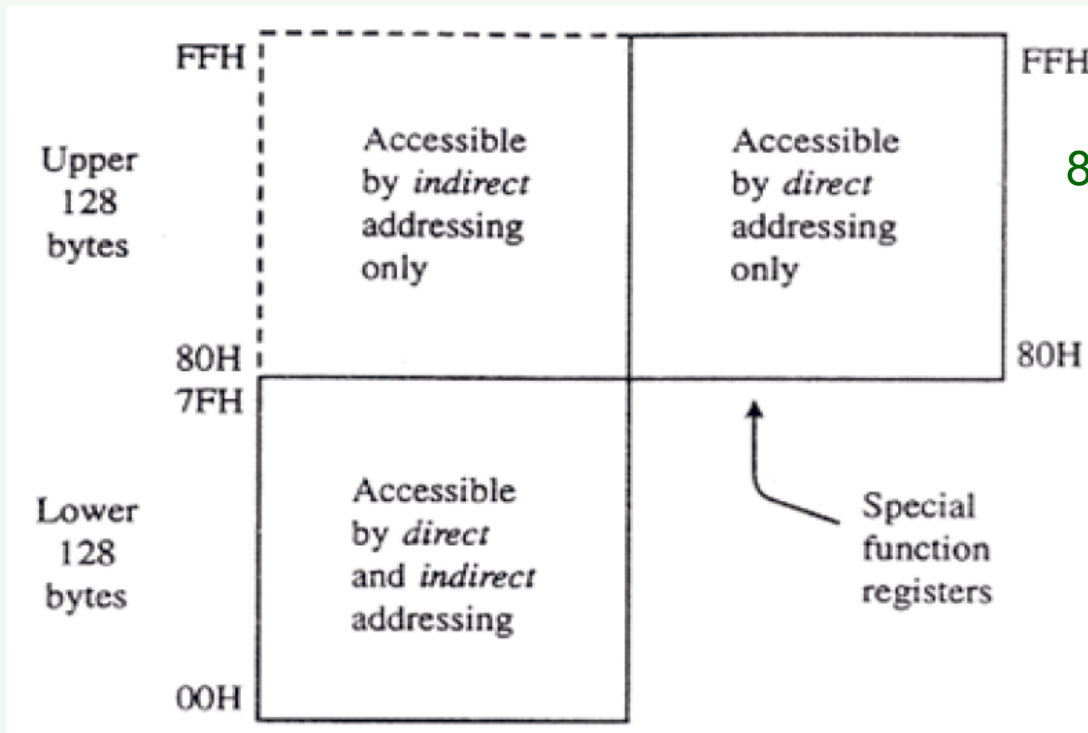 FFH
FFH
Upper
128
bytes
Accessible
by indirect
addressing
only
Accessible
by direct
addressing
only
8
80H
80H
7FH
Lower
128
bytes
Accessible
by direct
and indirect
addressing
Special
function
registers
00H